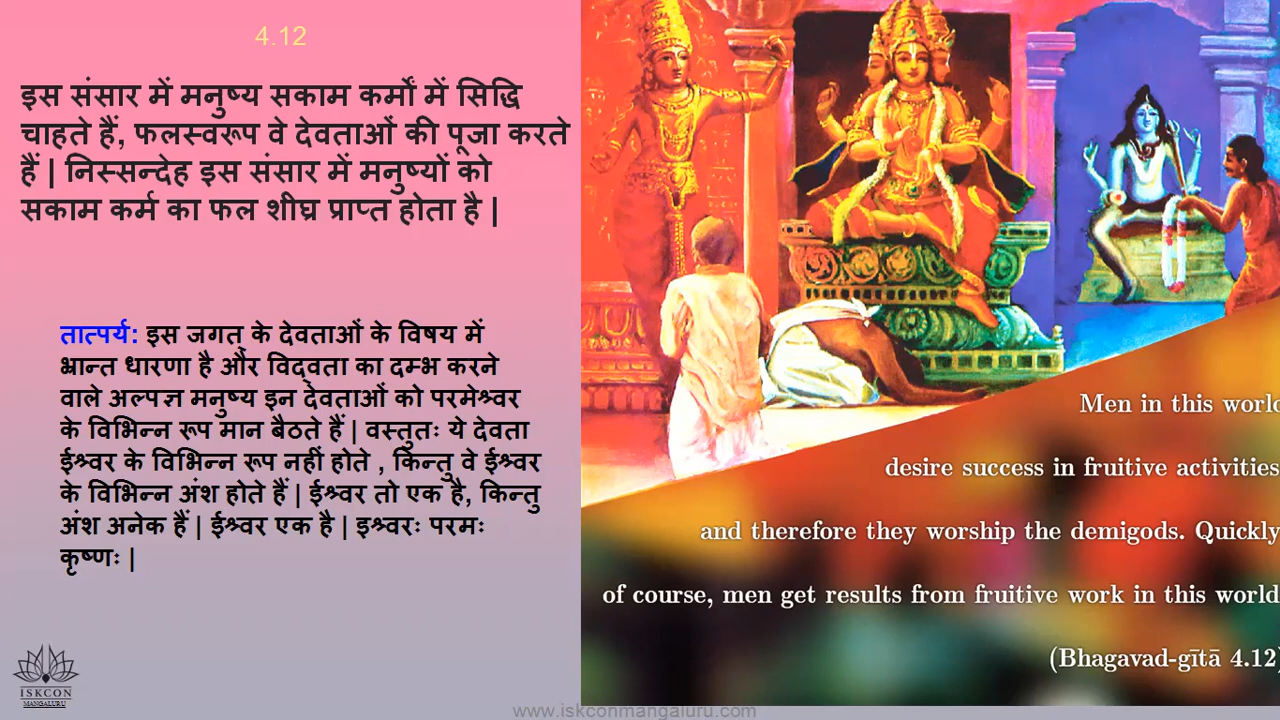 4.12
इस संसार में मनुष्य सकाम कर्मों में सिद्धि
चाहते हैं, फलस्वरूप वे देवताओं की पूजा करते
हैं | निस्सन्देह इस संसार में मनुष्यों को
सकाम कर्म का फल शीघ्र प्राप्त होता है |
तात्पर्य: इस जगत् के देवताओं के विषय में
भ्रान्त धारणा है और विद्वता का दम्भ करने
वाले अल्पज्ञ मनुष्य इन देवताओं को परमेश्र्वर
के विभिन्न रूप मान बैठते हैं | वस्तुतः ये देवता
ईश्र्वर के विभिन्न रूप नहीं होते , किन्तु वे ईश्र्वर
के विभिन्न अंश होते हैं | ईश्र्वर तो एक है, किन्तु
अंश अनेक हैं | ईश्र्वर एक है | इश्र्वरः परमः
कृष्णः |
ISKCON
MANGALURU
Men in this world
desire success in fruitive activities
and therefore they worship the demigods. Quickly
of course, men get results from fruitive work in this world
(Bhagavad-gītā 4.12)
www.iskconmangaluru.com